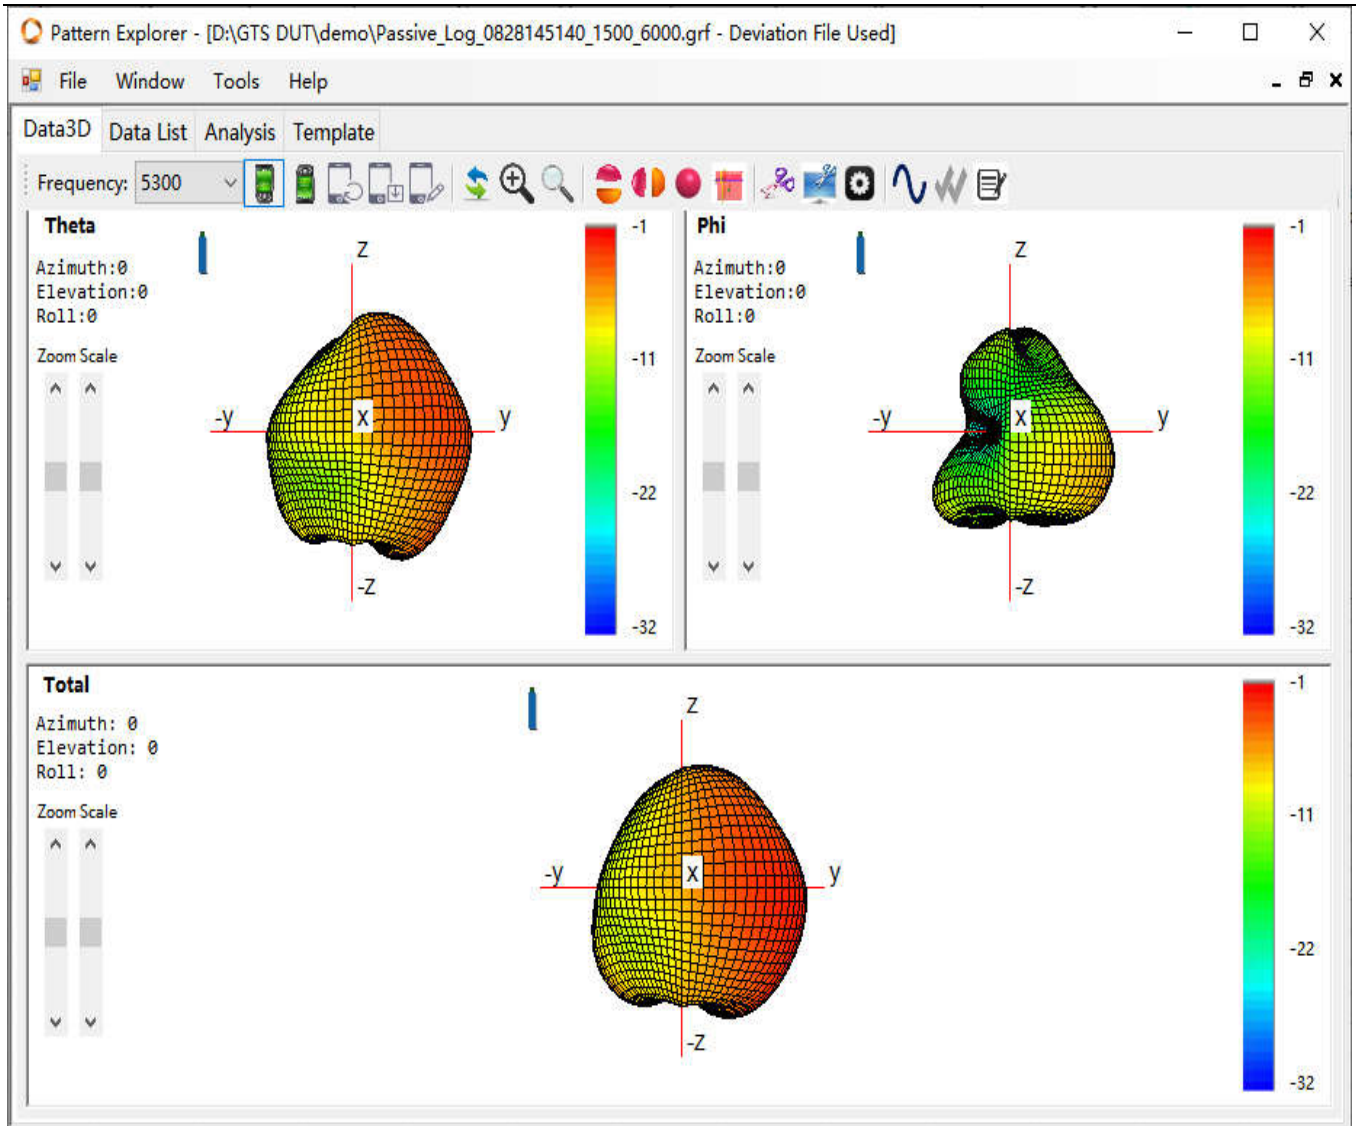 Pattern Explorer - [D:\GTS DUT\demo\Passive_Log_0828145140_1500_6000.grf - Deviation File Used]
File Window Tools Help
Data3D Data List Analysis Template
Frequency: 5300
Theta
Azimuth:0
Elevation:0
Roll:0
Zoom Scale
z
-y
x
y
-z
-1
-11
-22
-32
Phi
Azimuth:0
Elevation:0
Roll:0
Zoom Scale
z
-y
x
y
-z
-1
-11
-22
-32
Total
Azimuth: 0
Elevation: 0
Roll: 0
Zoom Scale
z
-y
x
y
-z
-1
-11
-22
-32